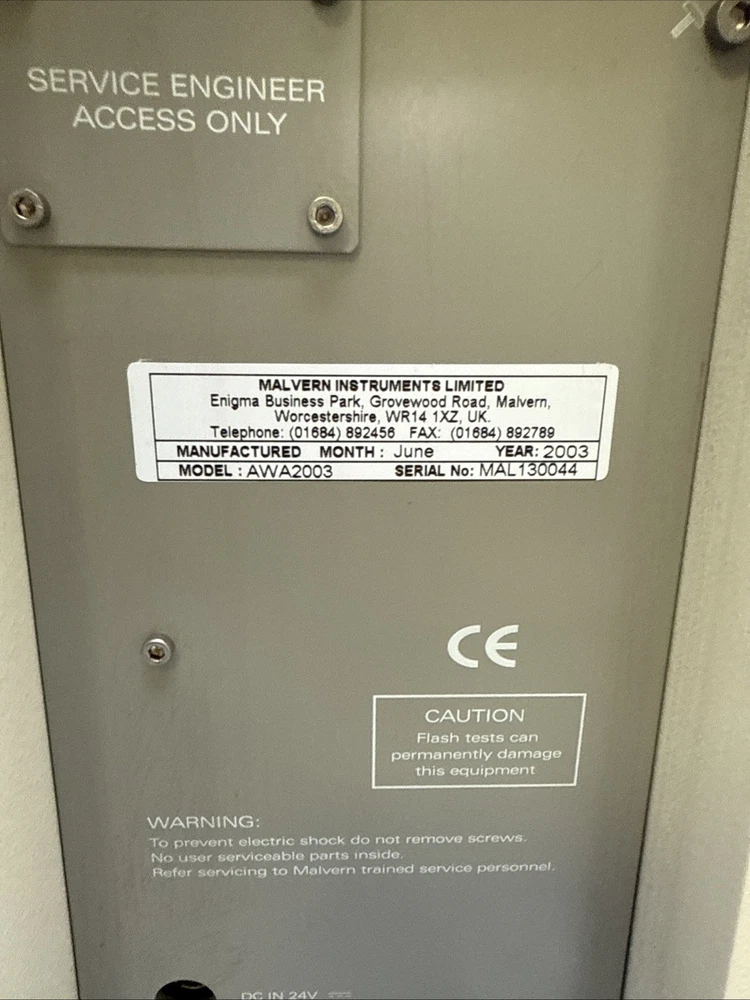 SERVICE ENGINEER
ACCESS ONLY
MALVERN INSTRUMENTS LIMITED
Enigma Business Park, Grovewood Road, Malvern,
Worcestershire, WR14 1XZ, UK.
Telephone: (01684) 892456 FAX: (01684) 892789
MANUFACTURED MONTH : June YEAR: 2003
MODEL : AWA2003 SERIAL No: MAL130044
CE
CAUTION
Flash tests can
permanently damage
this equipment
WARNING:
To prevent electric shock do not remove screws.
No user serviceable parts inside.
Refer servicing to Malvern trained service personnel.
DC IN 24V